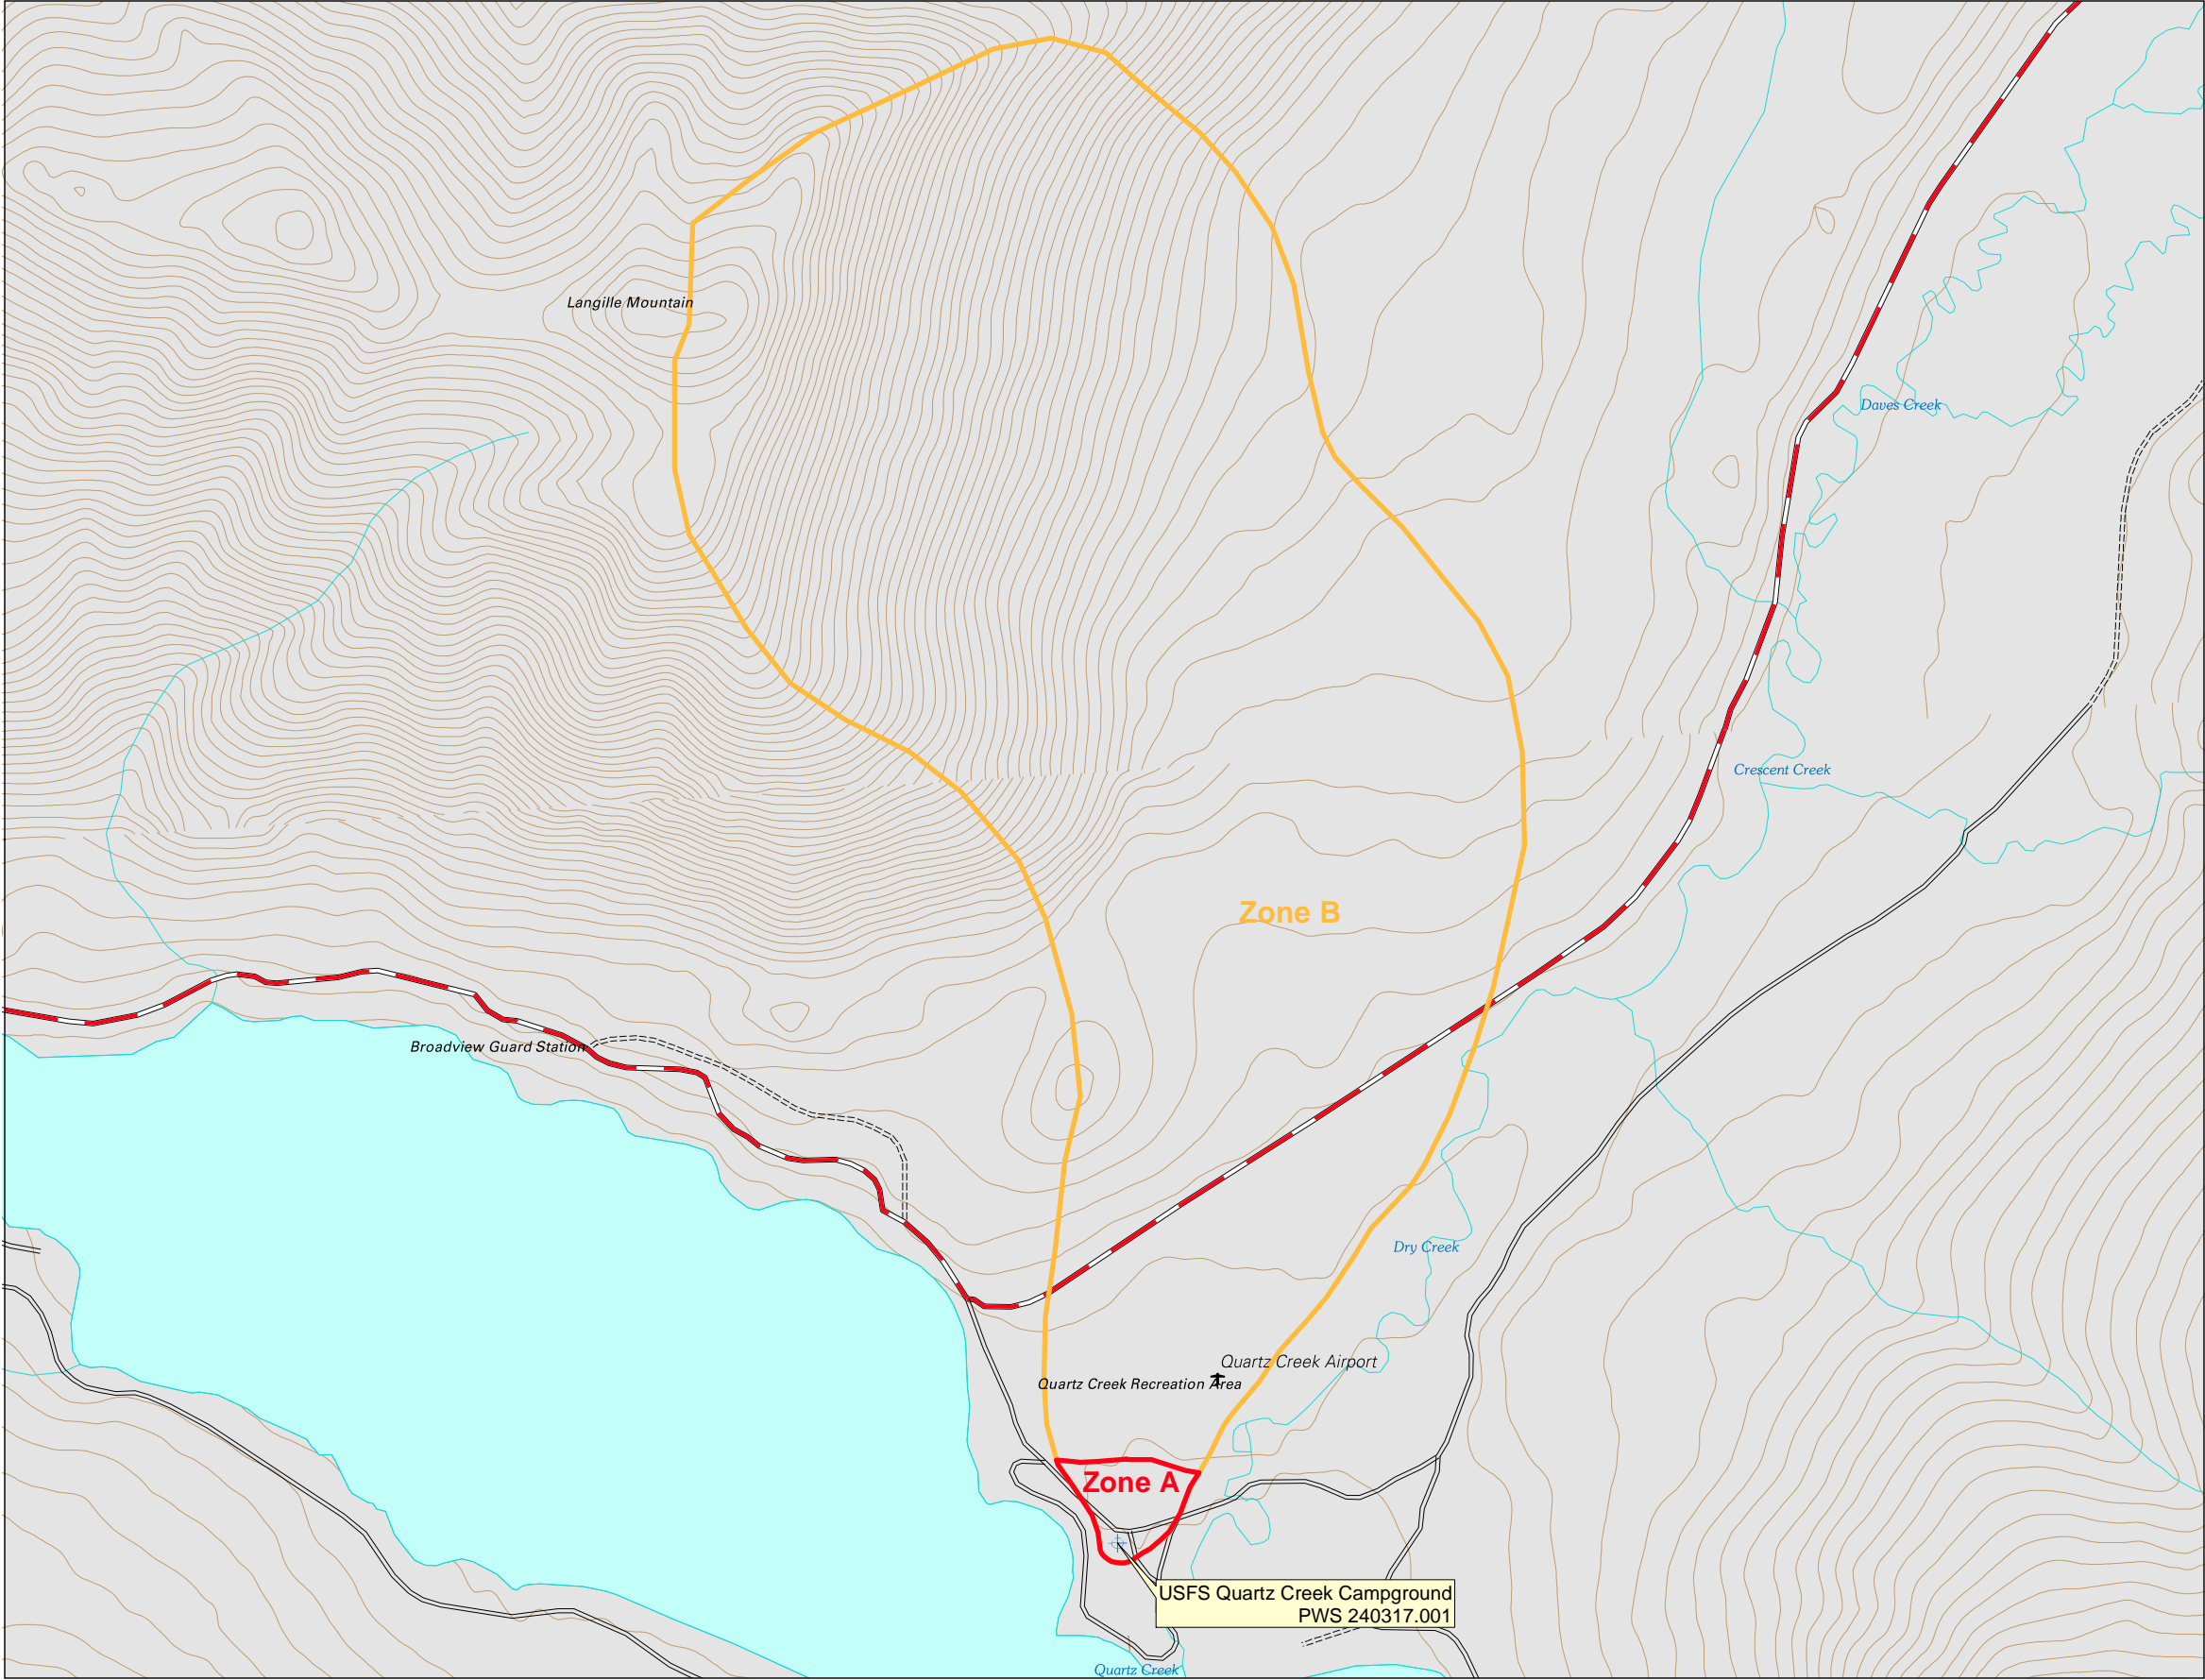 Langille Mountain
Daves Creek
Crescent Creek
Zone B
Broadview Guard Station
Dry Creek
Quartz Creek Airport
Quartz Creek Recreation Area
Zone A
USFS Quartz Creek Campground
PWS 240317.001
Quartz Creek